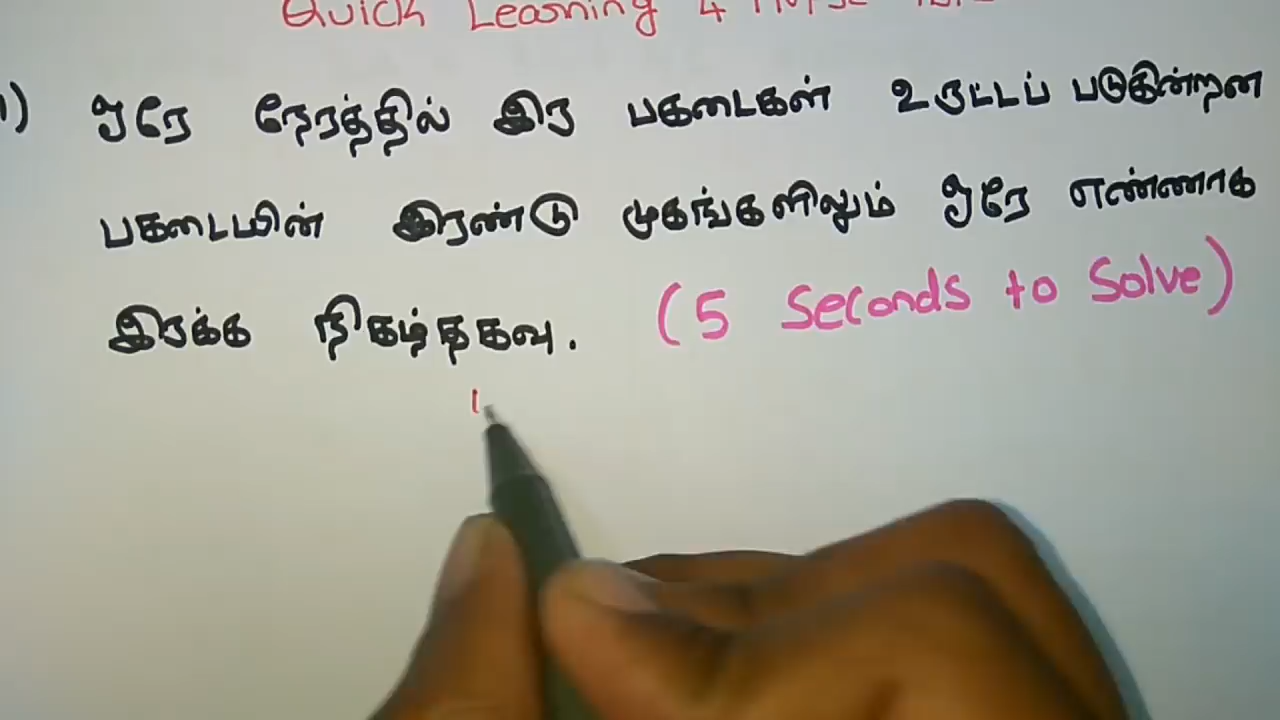 Quick Learning 4
1) ஒரே நேரத்தில் இரு பகடைகள் உருட்டப் படுகின்றன
பகடையின் இரண்டு முகங்களிலும் ஒரே எண்ணாக
இருக்க நிகழ்தகவு. (5 Seconds to Solve)